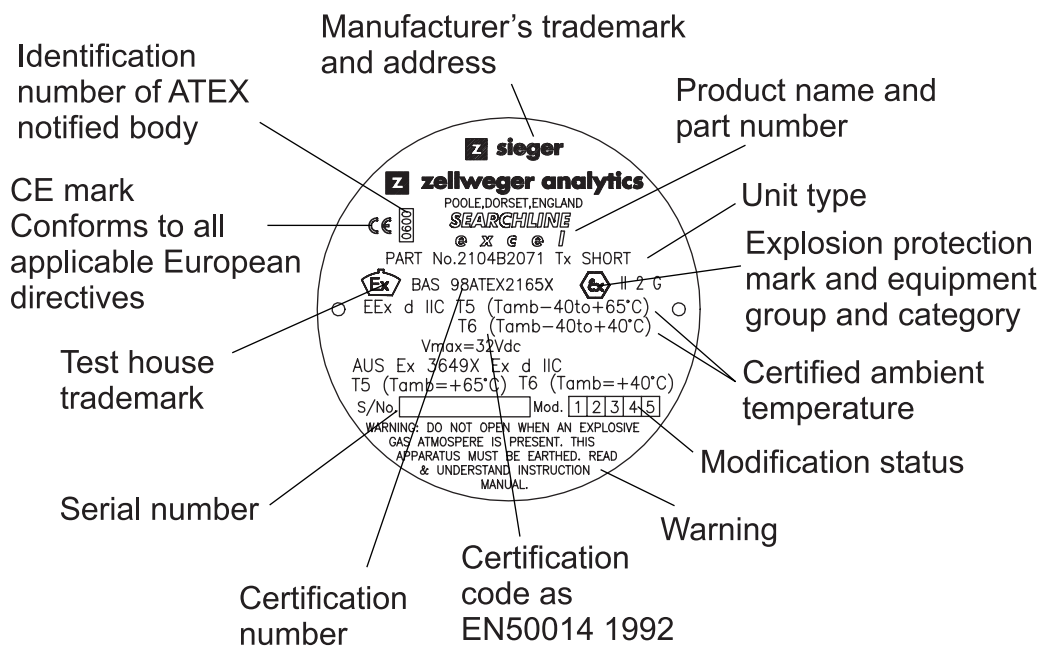 Manufacturer's trademark
and address
Identification
number of ATEX
notified body
Product name and
part number
CE mark
Conforms to all
applicable European
directives
Unit type
Explosion protection
mark and equipment
group and category
Test house
trademark
Certified ambient
temperature
Modification status
Serial number
Warning
Certification
number
Certification
code as
EN50014 1992
z sieger
z zellweger analytics
POOLE,DORSET,ENGLAND
SEARCHLINE
excel
CE 0600
PART No.2104B2071 Tx SHORT
Ex BAS 98ATEX2165X Ex II 2 G
EEx d IIC T5 (Tamb-40to+65°C)
T6 (Tamb-40to+40°C)
Vmax=32Vdc
AUS Ex 3649X Ex d IIC
T5 (Tamb=+65°C) T6 (Tamb=+40°C)
S/No. Mod. 1 2 3 4 5
WARNING: DO NOT OPEN WHEN AN EXPLOSIVE
GAS ATMOSPERE IS PRESENT. THIS
APPARATUS MUST BE EARTHED. READ
& UNDERSTAND INSTRUCTION
MANUAL.